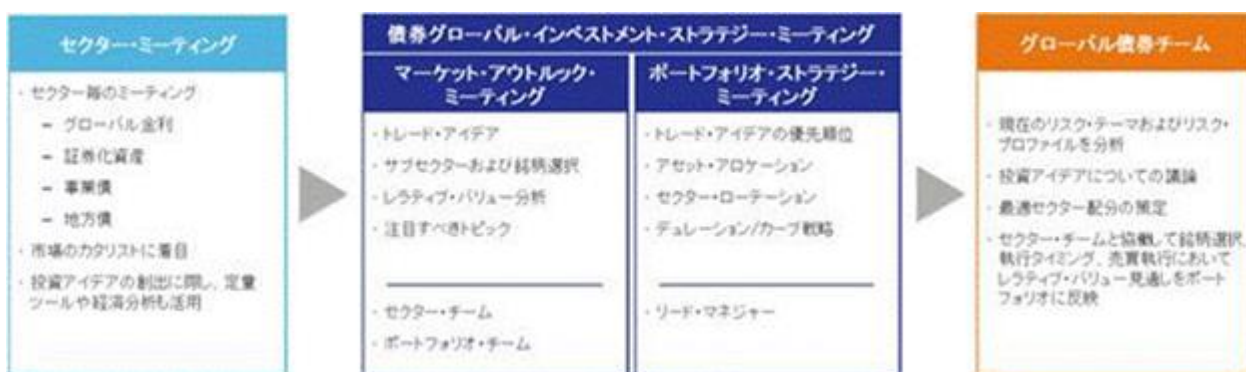 セクター・ミーティング
・セクター毎のミーティング
－ グローバル金利
－ 証券化資産
－ 事業債
－ 地方債
・市場のカタリストに着目
・投資アイデアの創出に際し、定量
ツールや経済分析も活用
債券グローバル・インベストメント・ストラテジー・ミーティング
マーケット・アウトルック・
ミーティング
・トレード・アイデア
・サブセクターおよび銘柄選択
・レラティブ・バリュー分析
・注目すべきトピック
・セクター・チーム
・ポートフォリオ・チーム
ポートフォリオ・ストラテジー・
ミーティング
・トレード・アイデアの優先順位
・アセット・アロケーション
・セクター・ローテーション
・デュレーション/カーブ戦略
・リード・マネジャー
グローバル債券チーム
・現在のリスク・テーマおよびリスク・
プロファイルを分析
・投資アイデアについての議論
・最適セクター配分の策定
・セクター・チームと協働して銘柄選択、
執行タイミング、売買執行において
レラティブ・バリュー見通しをポート
フォリオに反映